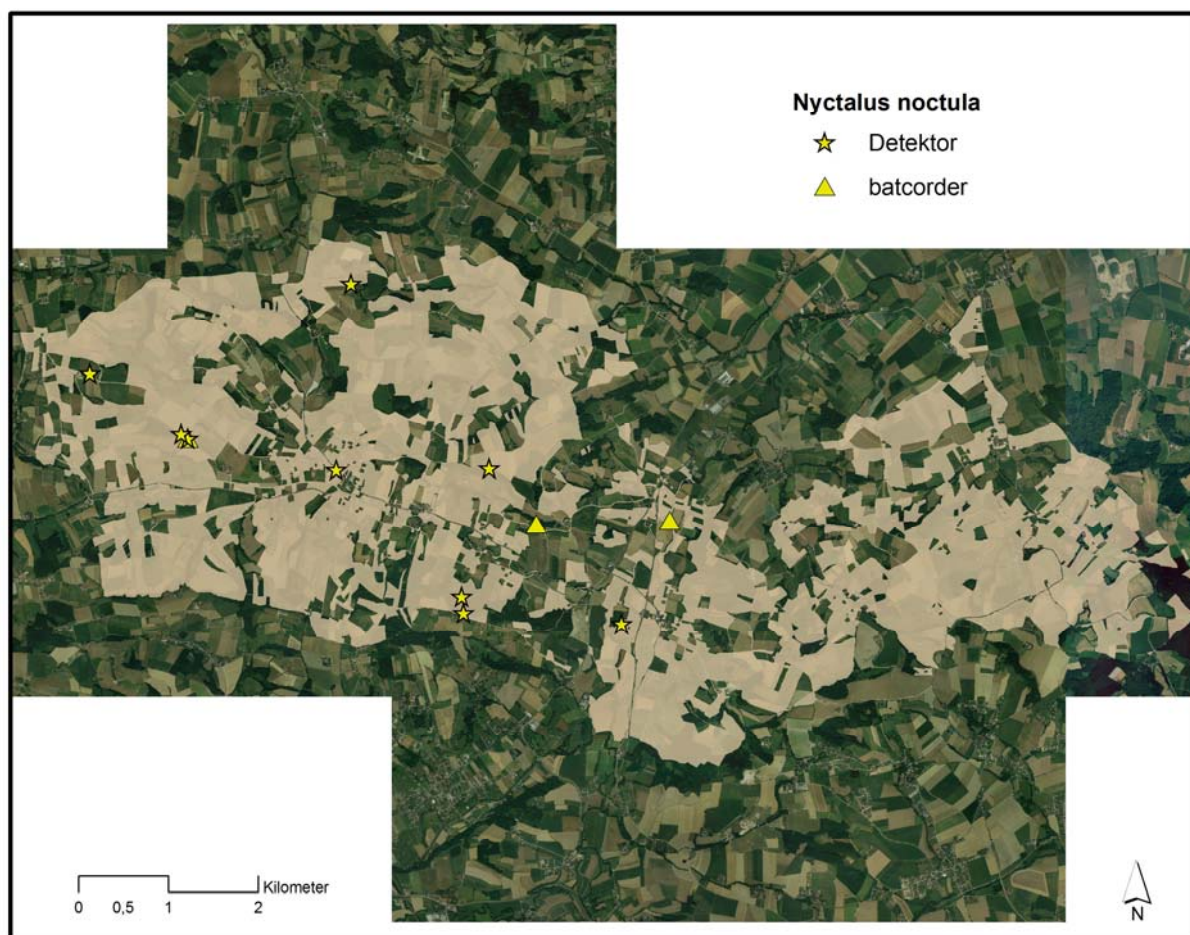 Nyctalus noctula
Detektor
batcorder
Kilometer
0 0,5 1 2
N